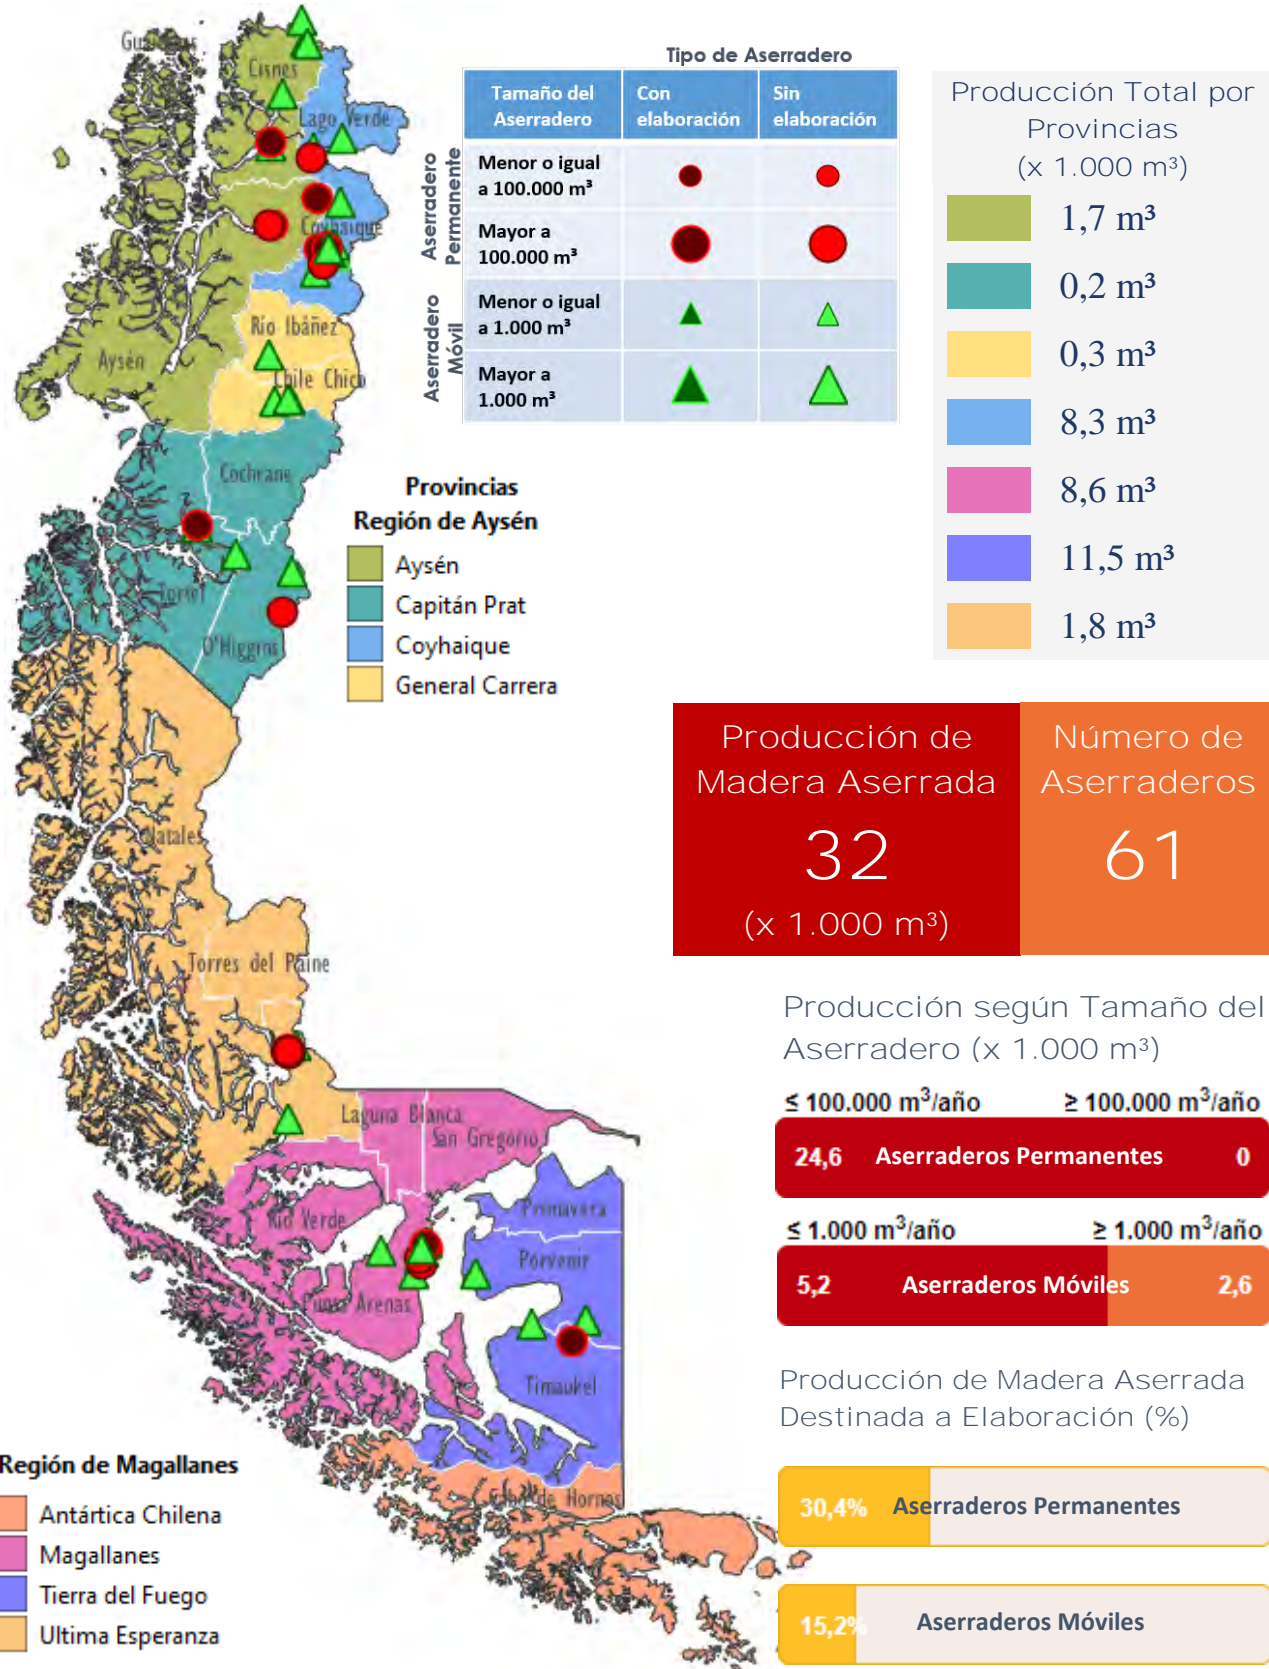 Tipo de Aserradero
Tamaño del
Aserradero
Con
elaboración
Sin
elaboración
Aserradero
Permanente
Menor o igual
a 100.000 m³
Mayor a
100.000 m³
Aserradero
Móvil
Menor o igual
a 1.000 m³
Mayor a
1.000 m³
Producción Total por
Provincias
(x 1.000 m³)
1,7 m³
0,2 m³
0,3 m³
8,3 m³
8,6 m³
11,5 m³
1,8 m³
Cisnes
Lago Verde
Coyhaique
Aysén
Río Ibáñez
Chile Chico
Cochrane
Tortel
O'Higgins
Natales
Torres del Paine
Laguna Blanca
San Gregorio
Río Verde
Punta Arenas
Primavera
Porvenir
Timaukel
Cabo de Hornos
Provincias
Región de Aysén
Aysén
Capitán Prat
Coyhaique
General Carrera
Producción de
Madera Aserrada
32
(x 1.000 m³)
Número de
Aserraderos
61
Producción según Tamaño del
Aserradero (x 1.000 m³)
≤ 100.000 m³/año ≥ 100.000 m³/año
24,6 Aserraderos Permanentes 0
≤ 1.000 m³/año ≥ 1.000 m³/año
5,2 Aserraderos Móviles 2,6
Producción de Madera Aserrada
Destinada a Elaboración (%)
30,4% Aserraderos Permanentes
15,2% Aserraderos Móviles
Región de Magallanes
Antártica Chilena
Magallanes
Tierra del Fuego
Ultima Esperanza